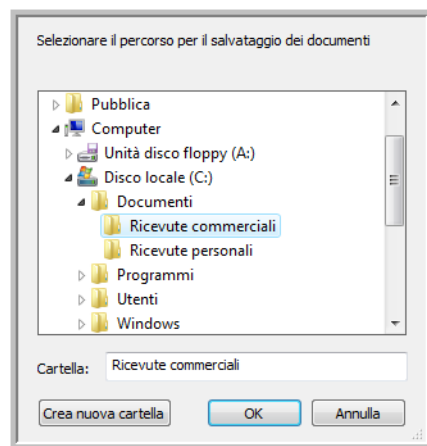 Selezionare il percorso per il salvataggio dei documenti
Pubblica
Computer
Unità disco floppy (A:)
Disco locale (C:)
Documenti
Ricevute commerciali
Ricevute personali
Programmi
Utenti
Windows
Cartella: Ricevute commerciali
Crea nuova cartella OK Annulla